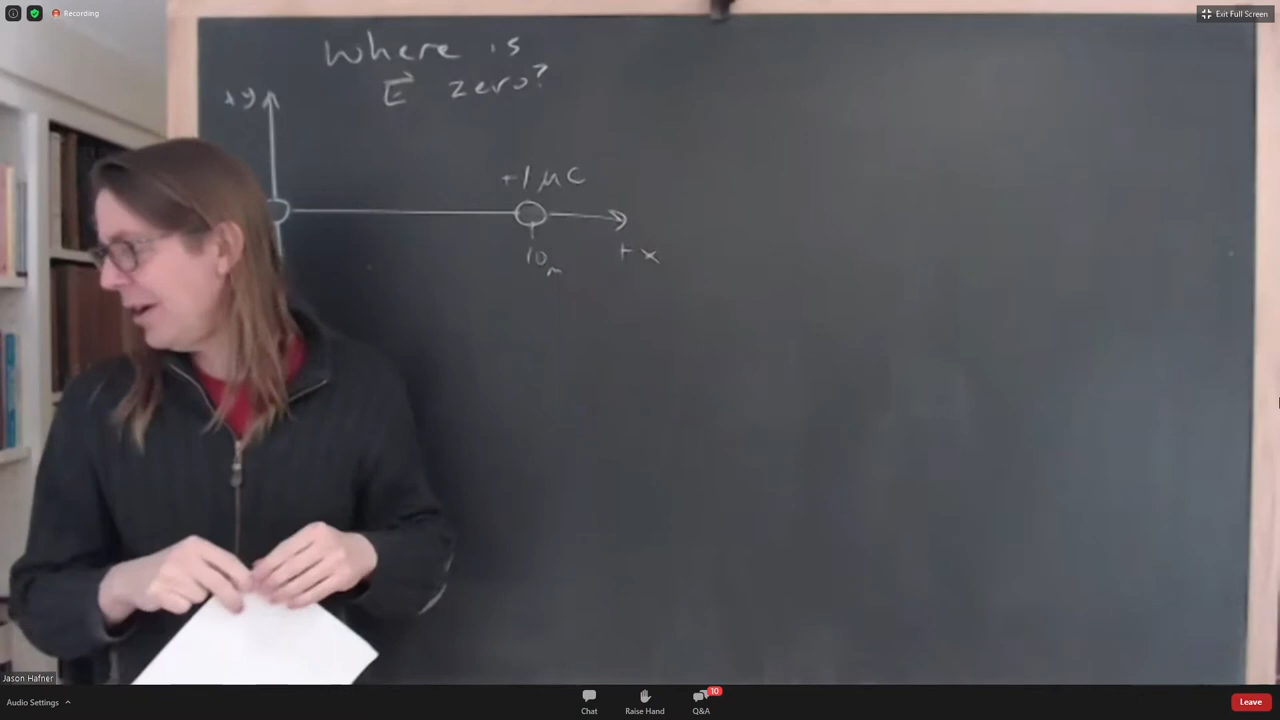 Recording
Exit Full Screen
Where is
E zero?
+y
+1 μC
10 m
+x
Jason Hafner
Audio Settings
Chat
Raise Hand
10
Q&A
Leave